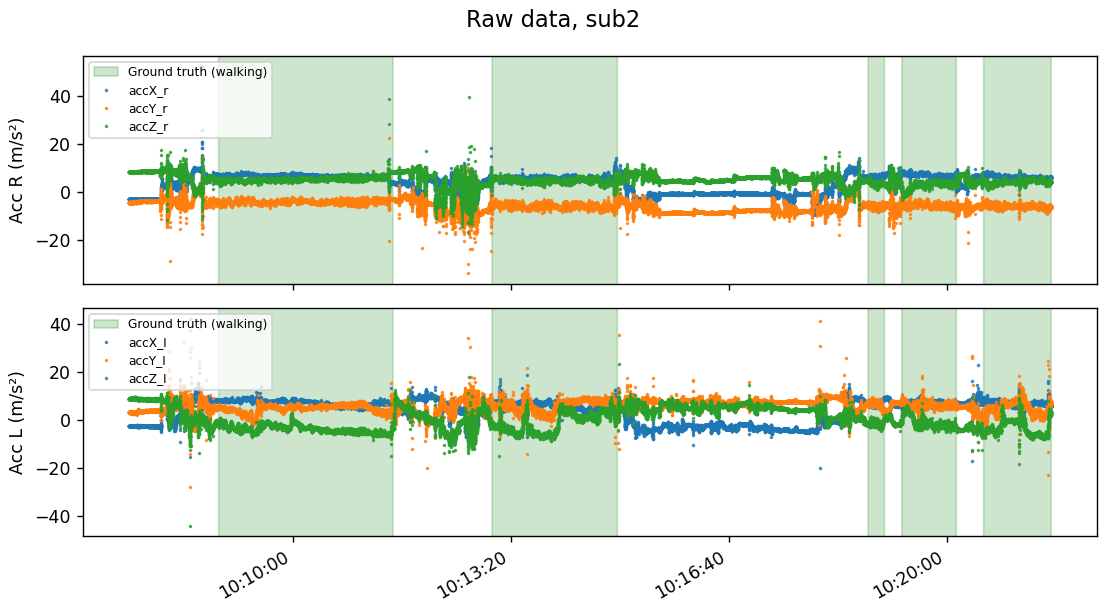 Raw data, sub2
Acc R (m/s²)
40
20
0
−20
Ground truth (walking)
accX_r
accY_r
accZ_r
Acc L (m/s²)
40
20
0
−20
−40
Ground truth (walking)
accX_l
accY_l
accZ_l
10:10:00
10:13:20
10:16:40
10:20:00